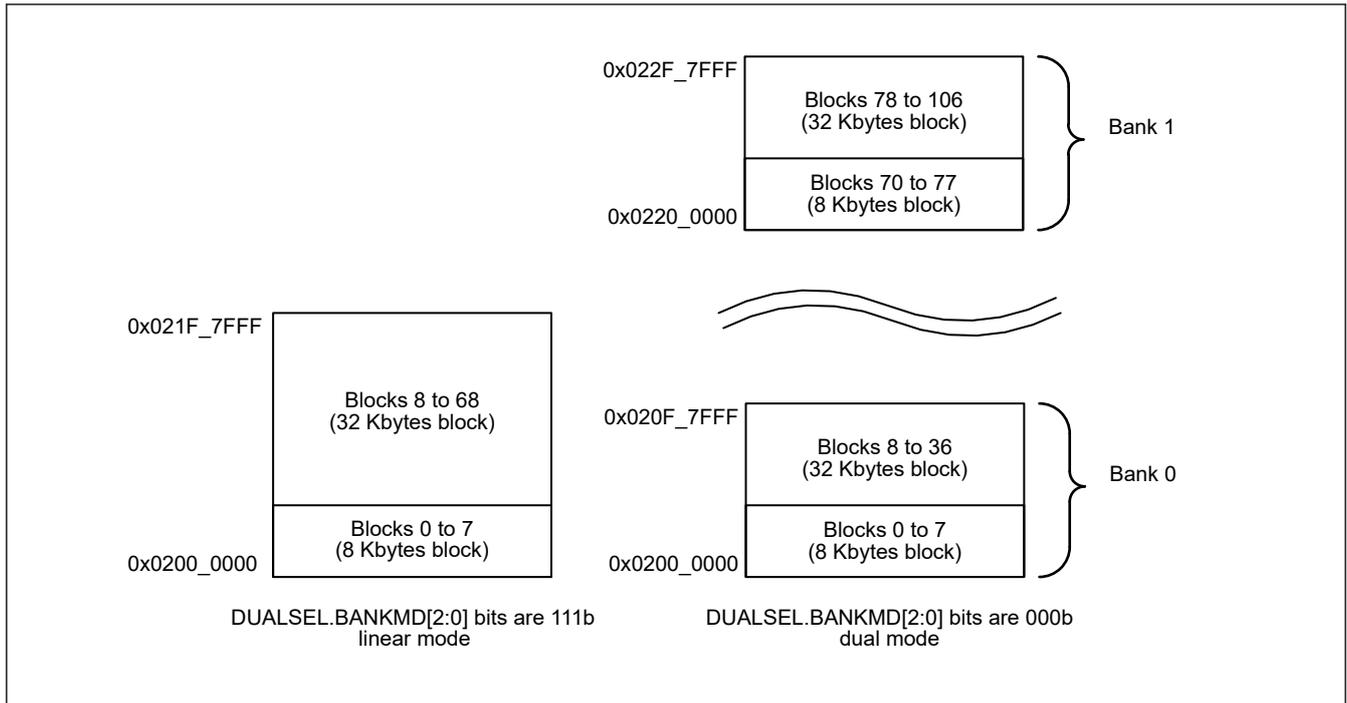 0x022F_7FFF
Blocks 78 to 106
(32 Kbytes block)
Bank 1
Blocks 70 to 77
(8 Kbytes block)
0x0220_0000
0x021F_7FFF
Blocks 8 to 68
(32 Kbytes block)
Blocks 0 to 7
(8 Kbytes block)
0x0200_0000
DUALSEL.BANKMD[2:0] bits are 111b
linear mode
0x020F_7FFF
Blocks 8 to 36
(32 Kbytes block)
Bank 0
Blocks 0 to 7
(8 Kbytes block)
0x0200_0000
DUALSEL.BANKMD[2:0] bits are 000b
dual mode